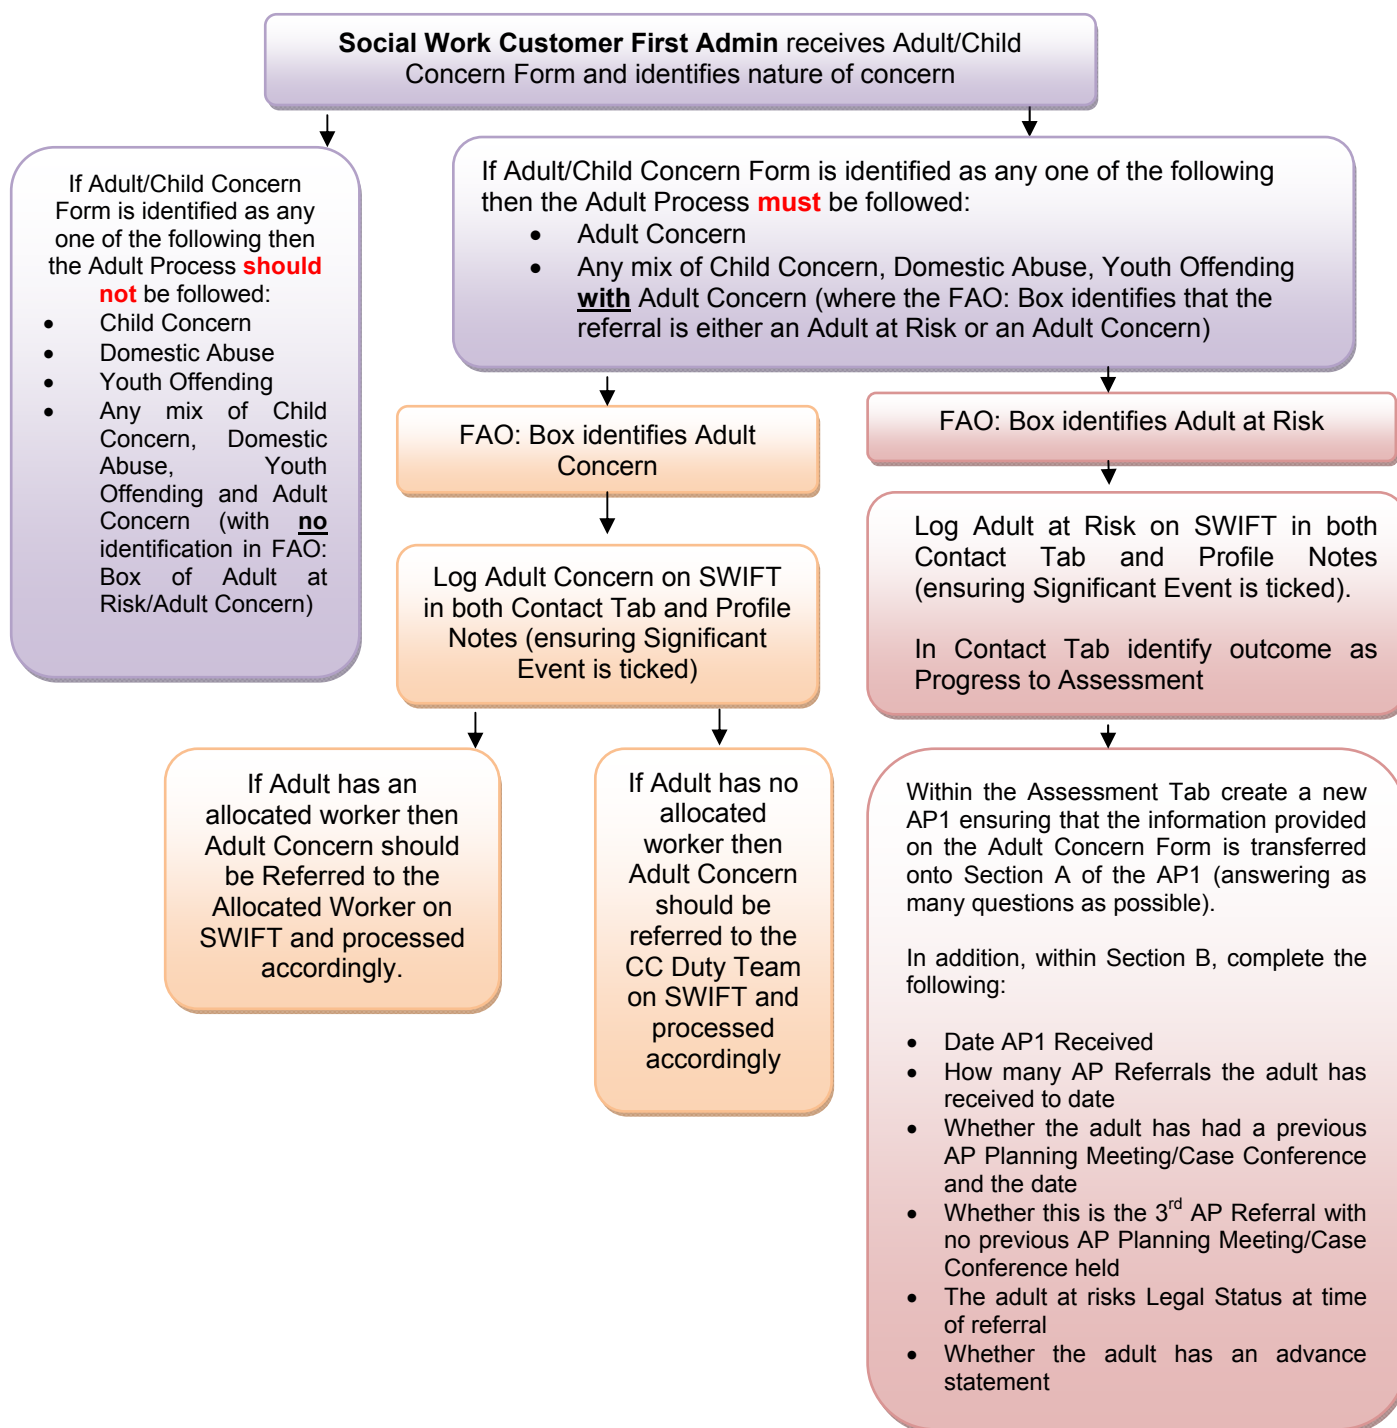 Social Work Customer First Admin receives Adult/Child
Concern Form and identifies nature of concern
If Adult/Child Concern
Form is identified as any
one of the following then
the Adult Process should
not be followed:
• Child Concern
• Domestic Abuse
• Youth Offending
• Any mix of Child
Concern, Domestic
Abuse, Youth
Offending and Adult
Concern (with no
identification in FAO:
Box of Adult at
Risk/Adult Concern)
If Adult/Child Concern Form is identified as any one of the following
then the Adult Process must be followed:
• Adult Concern
• Any mix of Child Concern, Domestic Abuse, Youth Offending
with Adult Concern (where the FAO: Box identifies that the
referral is either an Adult at Risk or an Adult Concern)
FAO: Box identifies Adult
Concern
Log Adult Concern on SWIFT
in both Contact Tab and Profile
Notes (ensuring Significant
Event is ticked)
If Adult has an
allocated worker then
Adult Concern should
be Referred to the
Allocated Worker on
SWIFT and processed
accordingly.
If Adult has no
allocated
worker then
Adult Concern
should be
referred to the
CC Duty Team
on SWIFT and
processed
accordingly
FAO: Box identifies Adult at Risk
Log Adult at Risk on SWIFT in both
Contact Tab and Profile Notes
(ensuring Significant Event is ticked).
In Contact Tab identify outcome as
Progress to Assessment
Within the Assessment Tab create a new
AP1 ensuring that the information provided
on the Adult Concern Form is transferred
onto Section A of the AP1 (answering as
many questions as possible).
In addition, within Section B, complete the
following:
• Date AP1 Received
• How many AP Referrals the adult has
received to date
• Whether the adult has had a previous
AP Planning Meeting/Case Conference
and the date
• Whether this is the 3rd AP Referral with
no previous AP Planning Meeting/Case
Conference held
• The adult at risks Legal Status at time
of referral
• Whether the adult has an advance
statement